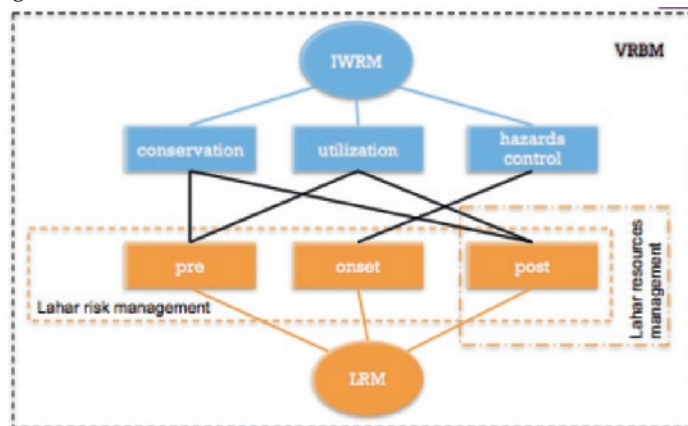 VRBM
IWRM
conservation
utilization
hazards
control
pre
onset
post
Lahar risk management
Lahar resources
management
LRM